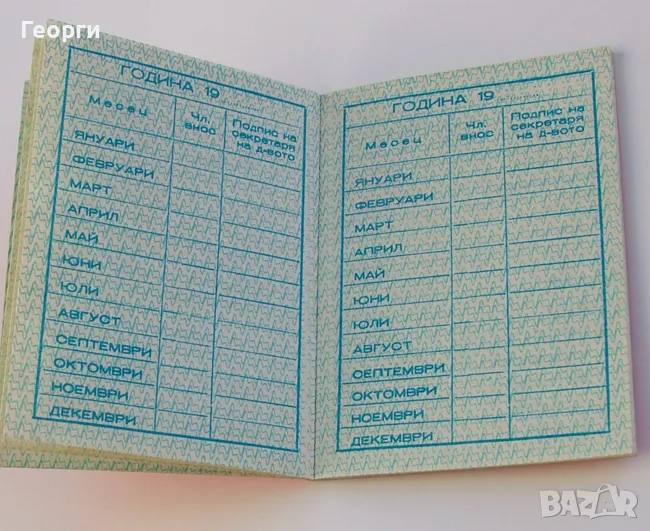 Георги
ГОДИНА 19..........
Месец
Чл. внос
Подпис на секретаря на д-вото
ЯНУАРИ
ФЕВРУАРИ
МАРТ
АПРИЛ
МАЙ
ЮНИ
ЮЛИ
АВГУСТ
СЕПТЕМВРИ
ОКТОМВРИ
НОЕМВРИ
ДЕКЕМВРИ
ГОДИНА 19..........
Месец
Чл. внос
Подпис на секретаря на д-вото
ЯНУАРИ
ФЕВРУАРИ
МАРТ
АПРИЛ
МАЙ
ЮНИ
ЮЛИ
АВГУСТ
СЕПТЕМВРИ
ОКТОМВРИ
НОЕМВРИ
ДЕКЕМВРИ
BAZAR